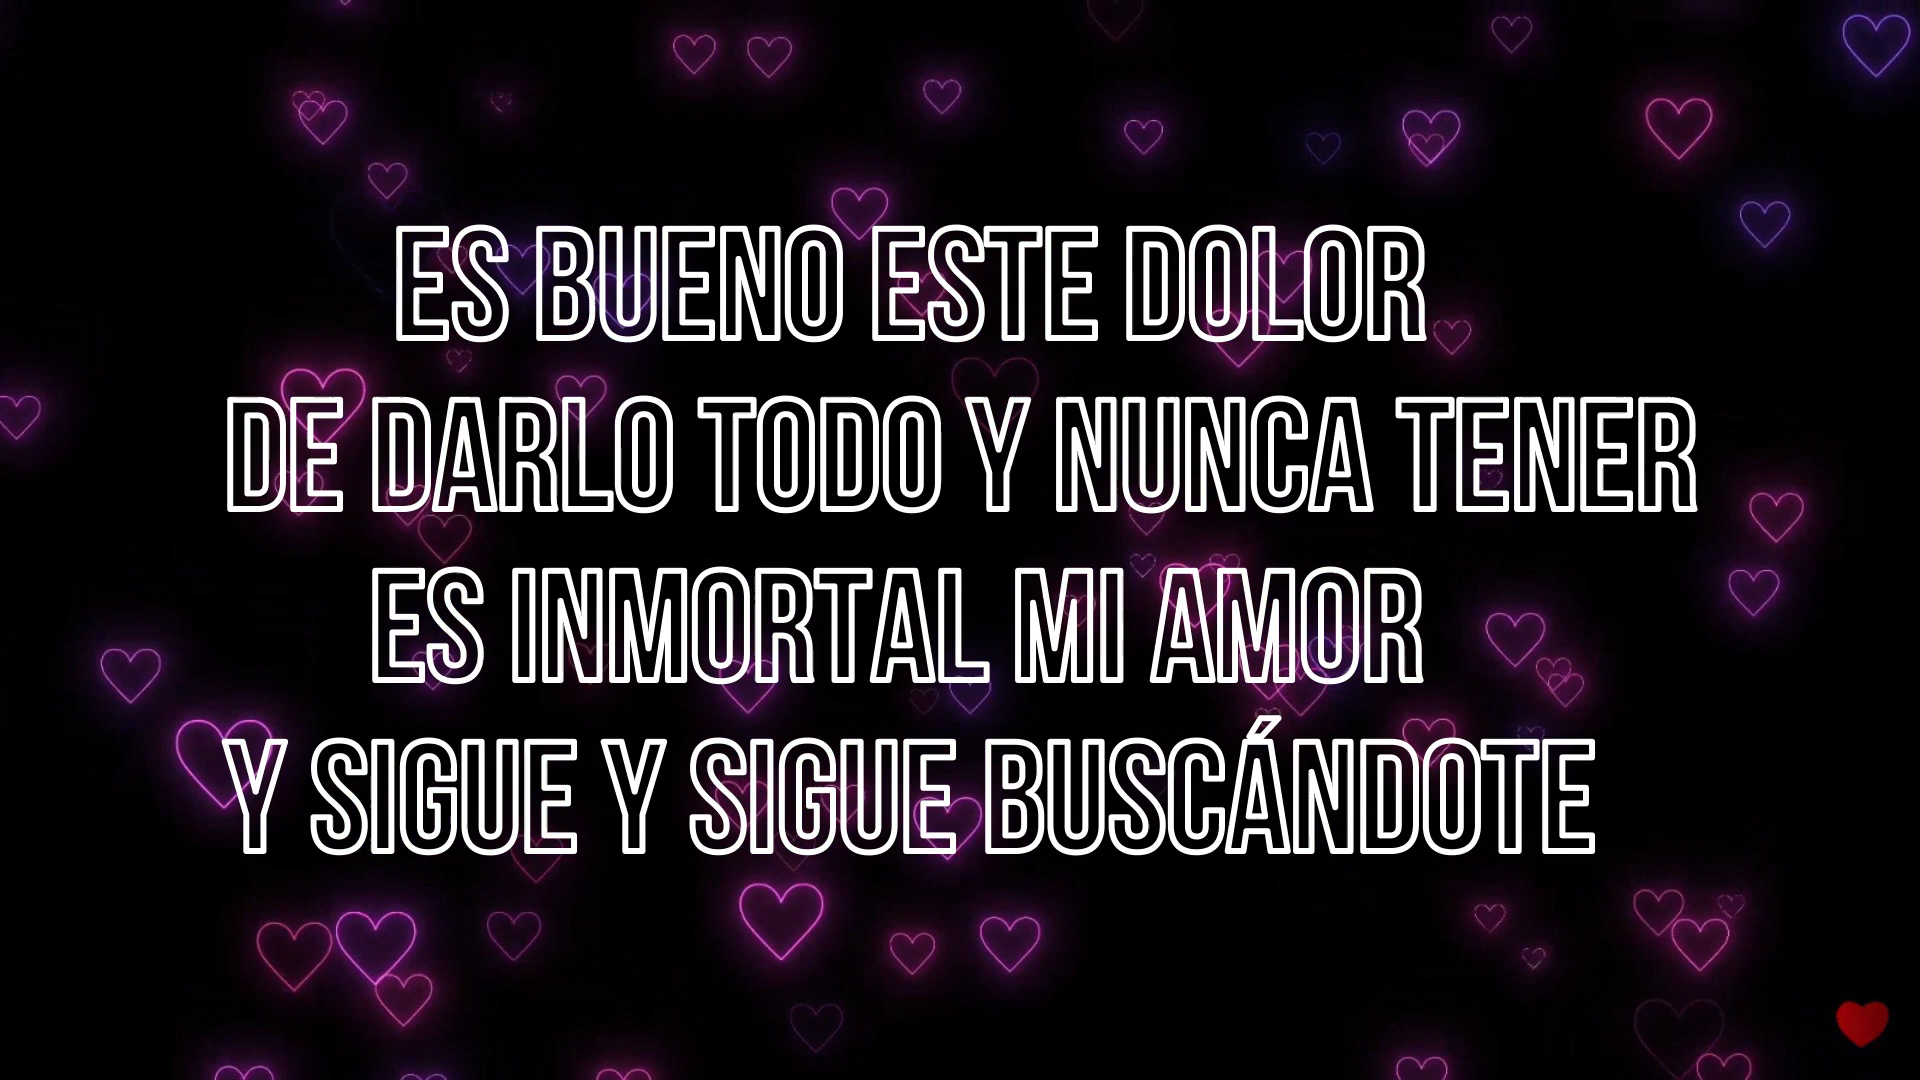 ES BUENO ESTE DOLOR
DE DARLO TODO Y NUNCA TENER
ES INMORTAL MI AMOR
Y SIGUE Y SIGUE BUSCÁNDOTE